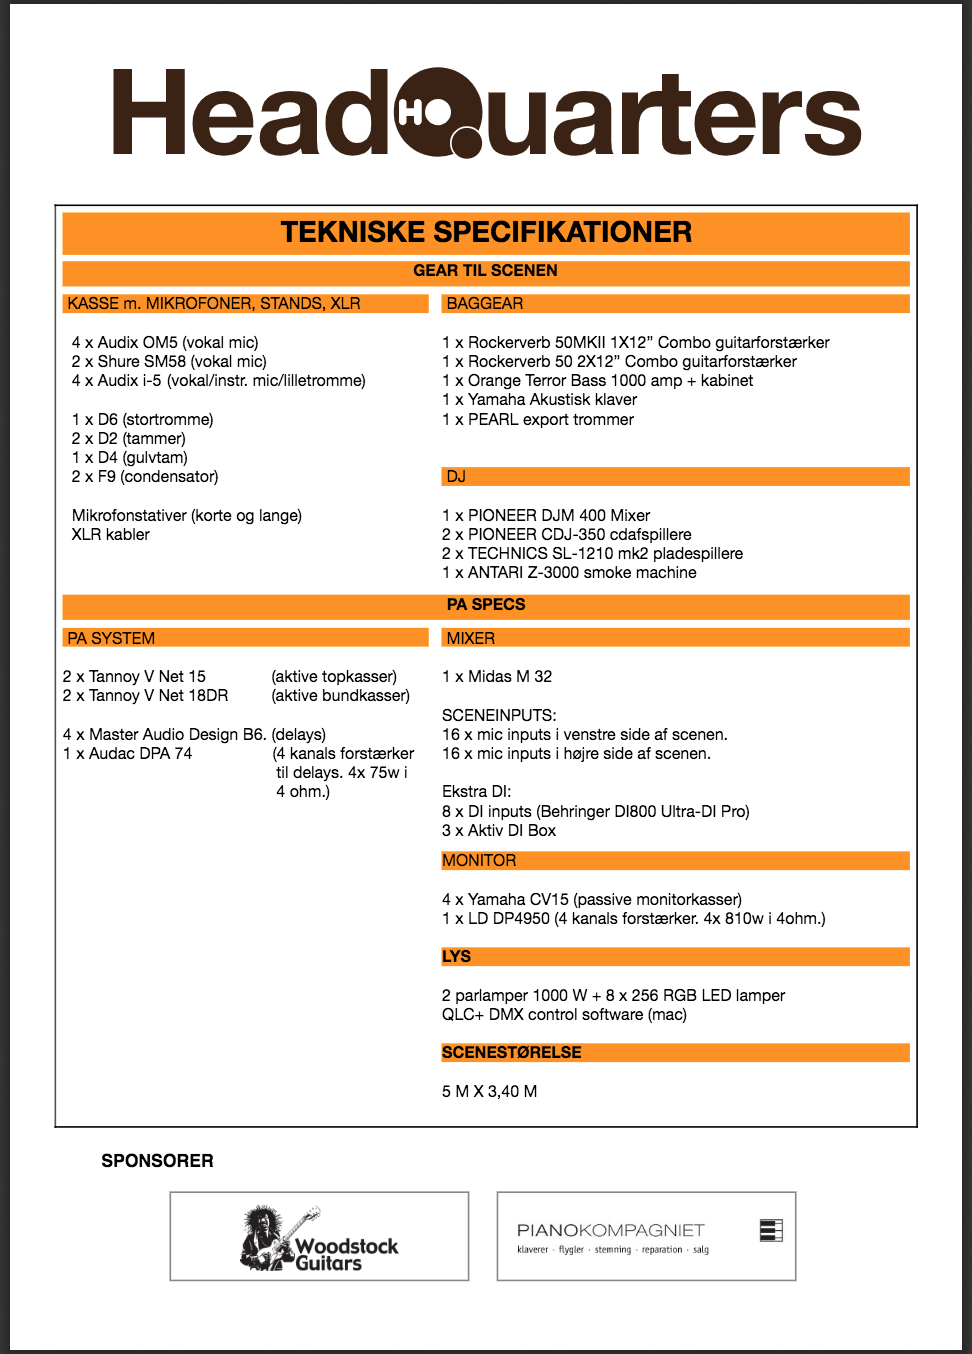 HeadQuarters
HQ
TEKNISKE SPECIFIKATIONER
GEAR TIL SCENEN
KASSE m. MIKROFONER, STANDS, XLR
4 x Audix OM5 (vokal mic)
2 x Shure SM58 (vokal mic)
4 x Audix i-5 (vokal/instr. mic/lilletromme)
1 x D6 (stortromme)
2 x D2 (tammer)
1 x D4 (gulvtam)
2 x F9 (condensator)
Mikrofonstativer (korte og lange)
XLR kabler
BAGGEAR
1 x Rockerverb 50MKII 1X12” Combo guitarforstærker
1 x Rockerverb 50 2X12” Combo guitarforstærker
1 x Orange Terror Bass 1000 amp + kabinet
1 x Yamaha Akustisk klaver
1 x PEARL export trommer
DJ
1 x PIONEER DJM 400 Mixer
2 x PIONEER CDJ-350 cdafspillere
2 x TECHNICS SL-1210 mk2 pladespillere
1 x ANTARI Z-3000 smoke machine
PA SPECS
PA SYSTEM
2 x Tannoy V Net 15 (aktive topkasser)
2 x Tannoy V Net 18DR (aktive bundkasser)
4 x Master Audio Design B6. (delays)
1 x Audac DPA 74 (4 kanals forstærker
til delays. 4x 75w i
4 ohm.)
MIXER
1 x Midas M 32
SCENEINPUTS:
16 x mic inputs i venstre side af scenen.
16 x mic inputs i højre side af scenen.
Ekstra DI:
8 x DI inputs (Behringer DI800 Ultra-DI Pro)
3 x Aktiv DI Box
MONITOR
4 x Yamaha CV15 (passive monitorkasser)
1 x LD DP4950 (4 kanals forstærker. 4x 810w i 4ohm.)
LYS
2 parlamper 1000 W + 8 x 256 RGB LED lamper
QLC+ DMX control software (mac)
SCENESTØRELSE
5 M X 3,40 M
SPONSORER
Woodstock
Guitars
PIANOKOMPAGNIET
klaverer · flygler · stemning · reparation · salg